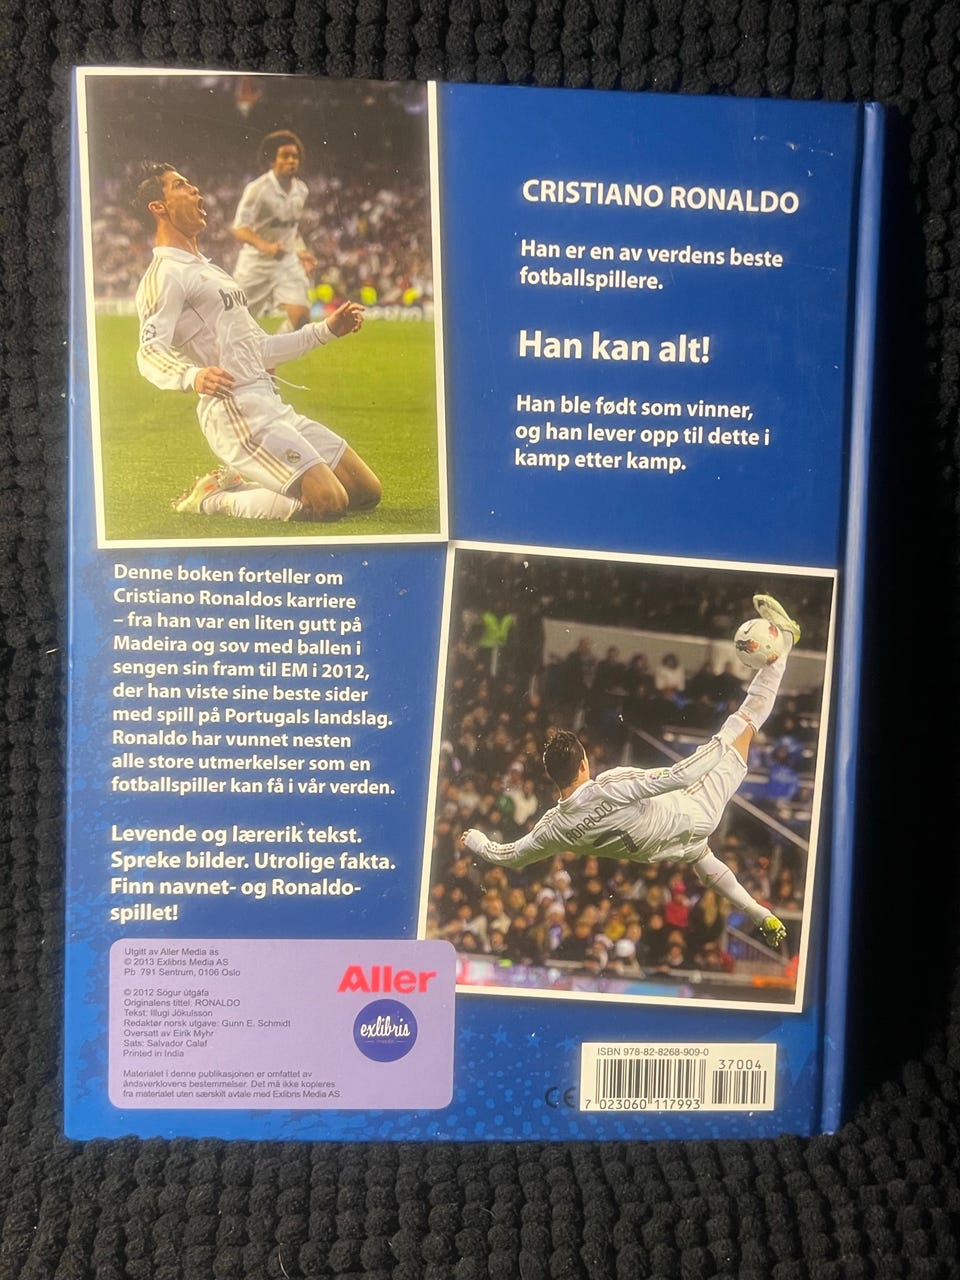 CRISTIANO RONALDO
Han er en av verdens beste
fotballspillere.
Han kan alt!
Han ble født som vinner,
og han lever opp til dette i
kamp etter kamp.
bw
Denne boken forteller om
Cristiano Ronaldos karriere
– fra han var en liten gutt på
Madeira og sov med ballen i
sengen sin fram til EM i 2012,
der han viste sine beste sider
med spill på Portugals landslag.
Ronaldo har vunnet nesten
alle store utmerkelser som en
fotballspiller kan få i vår verden.
Levende og lærerik tekst.
Spreke bilder. Utrolige fakta.
Finn navnet- og Ronaldo-
spillet!
RONALDO
7
Utgitt av Aller Media as
© 2013 Exlibris Media AS
Pb 791 Sentrum, 0106 Oslo
© 2012 Sögur útgáfa
Originalens tittel: RONALDO
Tekst: Illugi Jökulsson
Redaktør norsk utgave: Gunn E. Schmidt
Oversatt av Eirik Myhr
Sats: Salvador Calaf
Printed in India
Materialet i denne publikasjonen er omfattet av
åndsverklovens bestemmelser. Det må ikke kopieres
fra materialet uten særskilt avtale med Exlibris Media AS.
Aller
exlibris
media
CE
ISBN 978-82-8268-909-0
37004
7 023060 117993